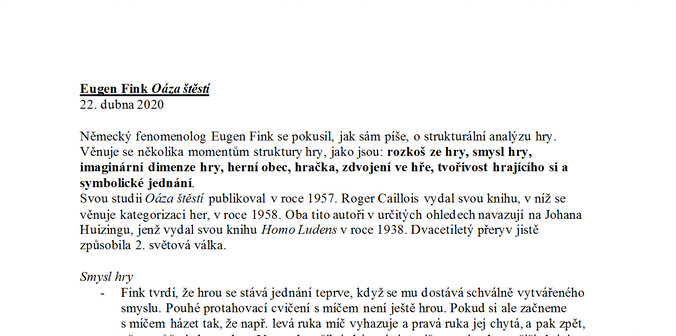 Eugen Fink Oáza štěstí
22. dubna 2020
Německý fenomenolog Eugen Fink se pokusil, jak sám píše, o strukturální analýzu hry.
Věnuje se několika momentům struktury hry, jako jsou: rozkoš ze hry, smysl hry,
imaginární dimenze hry, herní obec, hračka, zdvojení ve hře, tvořivost hrajícího si a
symbolické jednání.
Svou studii Oáza štěstí publikoval v roce 1957. Roger Caillois vydal svou knihu, v níž se
věnuje kategorizaci her, v roce 1958. Oba tito autoři v určitých ohledech navazují na Johana
Huizingu, jenž vydal svou knihu Homo Ludens v roce 1938. Dvacetiletý přeryv jistě
způsobila 2. světová válka.
Smysl hry
- Fink tvrdí, že hrou se stává jednání teprve, když se mu dostává schválně vytvářeného
smyslu. Pouhé protahovací cvičení s míčem není ještě hrou. Pokud si ale začneme
s míčem házet tak, že např. levá ruka míč vyhazuje a pravá ruka jej chytá, a pak zpět,